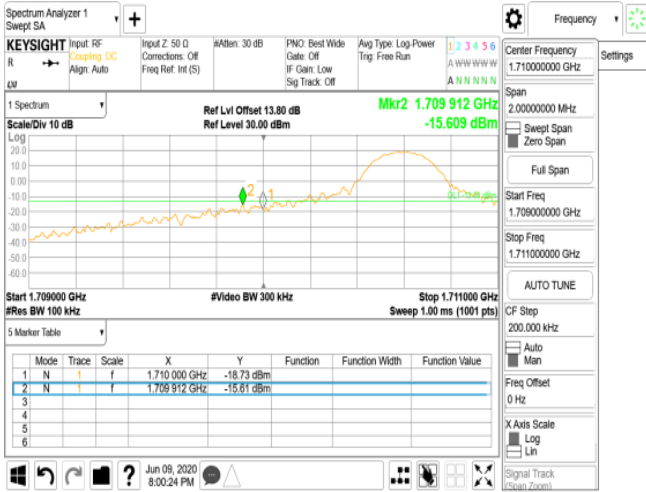 Spectrum Analyzer 1
Swept SA
KEYSIGHT
R
Input: RF
Coupling: DC
Align: Auto
Input Z: 50 Ω
Corrections: Off
Freq Ref: Int (S)
#Atten: 30 dB
PNO: Best Wide
Gate: Off
IF Gain: Low
Sig Track: Off
Avg Type: Log-Power
Trig: Free Run
1 2 3 4 5 6
A W W W W W
A N N N N N
1 Spectrum
Scale/Div 10 dB
Ref Lvl Offset 13.80 dB
Ref Level 30.00 dBm
Mkr2 1.709 912 GHz
-15.609 dBm
Log
20.0
10.0
0.00
-10.0
-20.0
-30.0
-40.0
-50.0
-60.0
2
1
Start 1.709000 GHz
#Res BW 100 kHz
#Video BW 300 kHz
Stop 1.711000 GHz
Sweep 1.00 ms (1001 pts)
5 Marker Table
Mode Trace Scale X Y Function Function Width Function Value
1 N 1 f 1.710 000 GHz -18.73 dBm
2 N 1 f 1.709 912 GHz -15.61 dBm
3
4
5
6
?
Jun 09, 2020
8:00:24 PM
Frequency
Settings
Center Frequency
1.710000000 GHz
Span
2.00000000 MHz
Swept Span
Zero Span
Full Span
Start Freq
1.709000000 GHz
Stop Freq
1.711000000 GHz
AUTO TUNE
CF Step
200.000 kHz
Auto
Man
Freq Offset
0 Hz
X Axis Scale
Log
Lin
Signal Track
(Span Zoom)